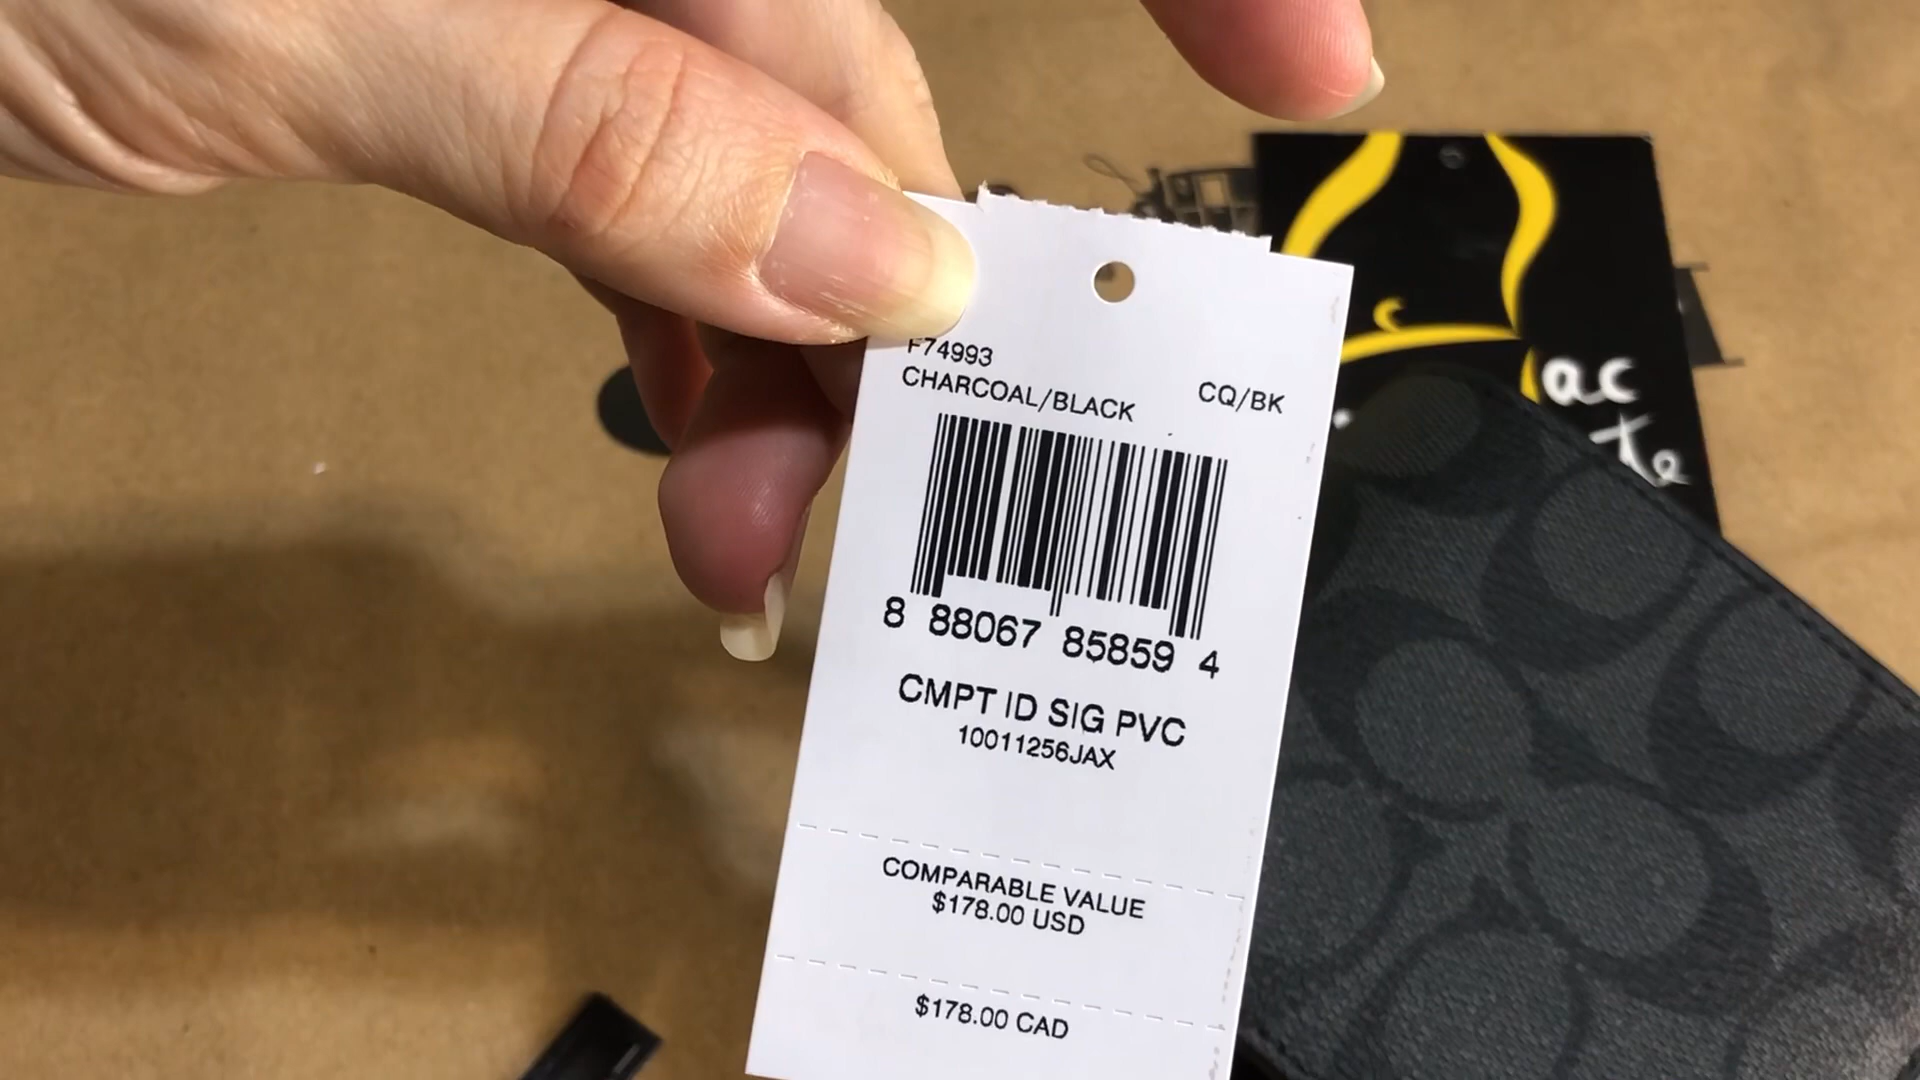 F74993
CHARCOAL/BLACK CQ/BK
8 88067 85859 4
CMPT ID SIG PVC
10011256JAX
COMPARABLE VALUE
$178.00 USD
$178.00 CAD